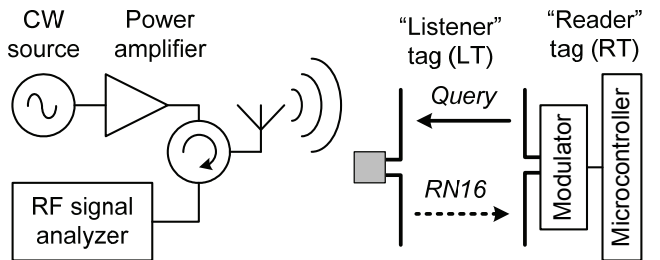 CW
source
Power
amplifier
RF signal
analyzer
“Listener”
tag (LT)
“Reader”
tag (RT)
Query
RN16
Modulator
Microcontroller